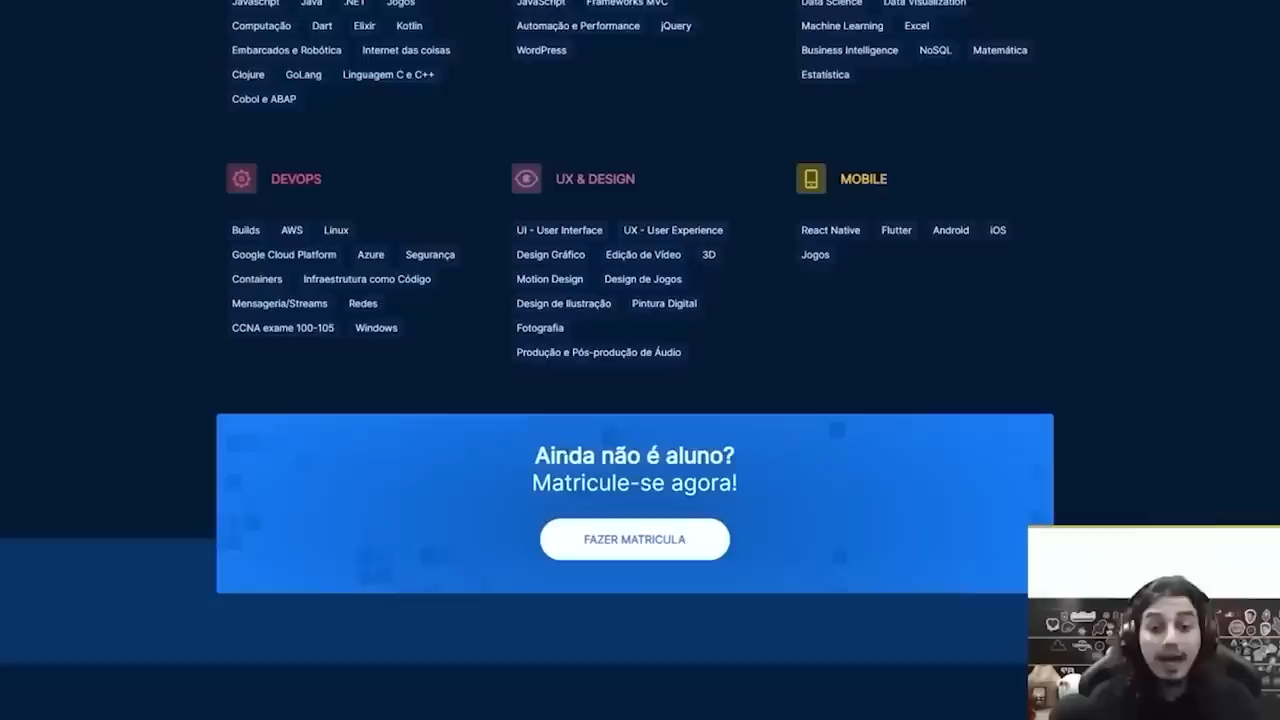 Javascript Java .NET Jogos
Computação Dart Elixir Kotlin
Embarcados e Robótica Internet das coisas
Clojure GoLang Linguagem C e C++
Cobol e ABAP
JavaScript Frameworks MVC
Automação e Performance jQuery
WordPress
Data Science Data Visualization
Machine Learning Excel
Business Intelligence NoSQL Matemática
Estatística
DEVOPS
Builds AWS Linux
Google Cloud Platform Azure Segurança
Containers Infraestrutura como Código
Mensageria/Streams Redes
CCNA exame 100-105 Windows
UX & DESIGN
UI - User Interface UX - User Experience
Design Gráfico Edição de Vídeo 3D
Motion Design Design de Jogos
Design de Ilustração Pintura Digital
Fotografia
Produção e Pós-produção de Áudio
MOBILE
React Native Flutter Android iOS
Jogos
Ainda não é aluno?
Matricule-se agora!
FAZER MATRICULA